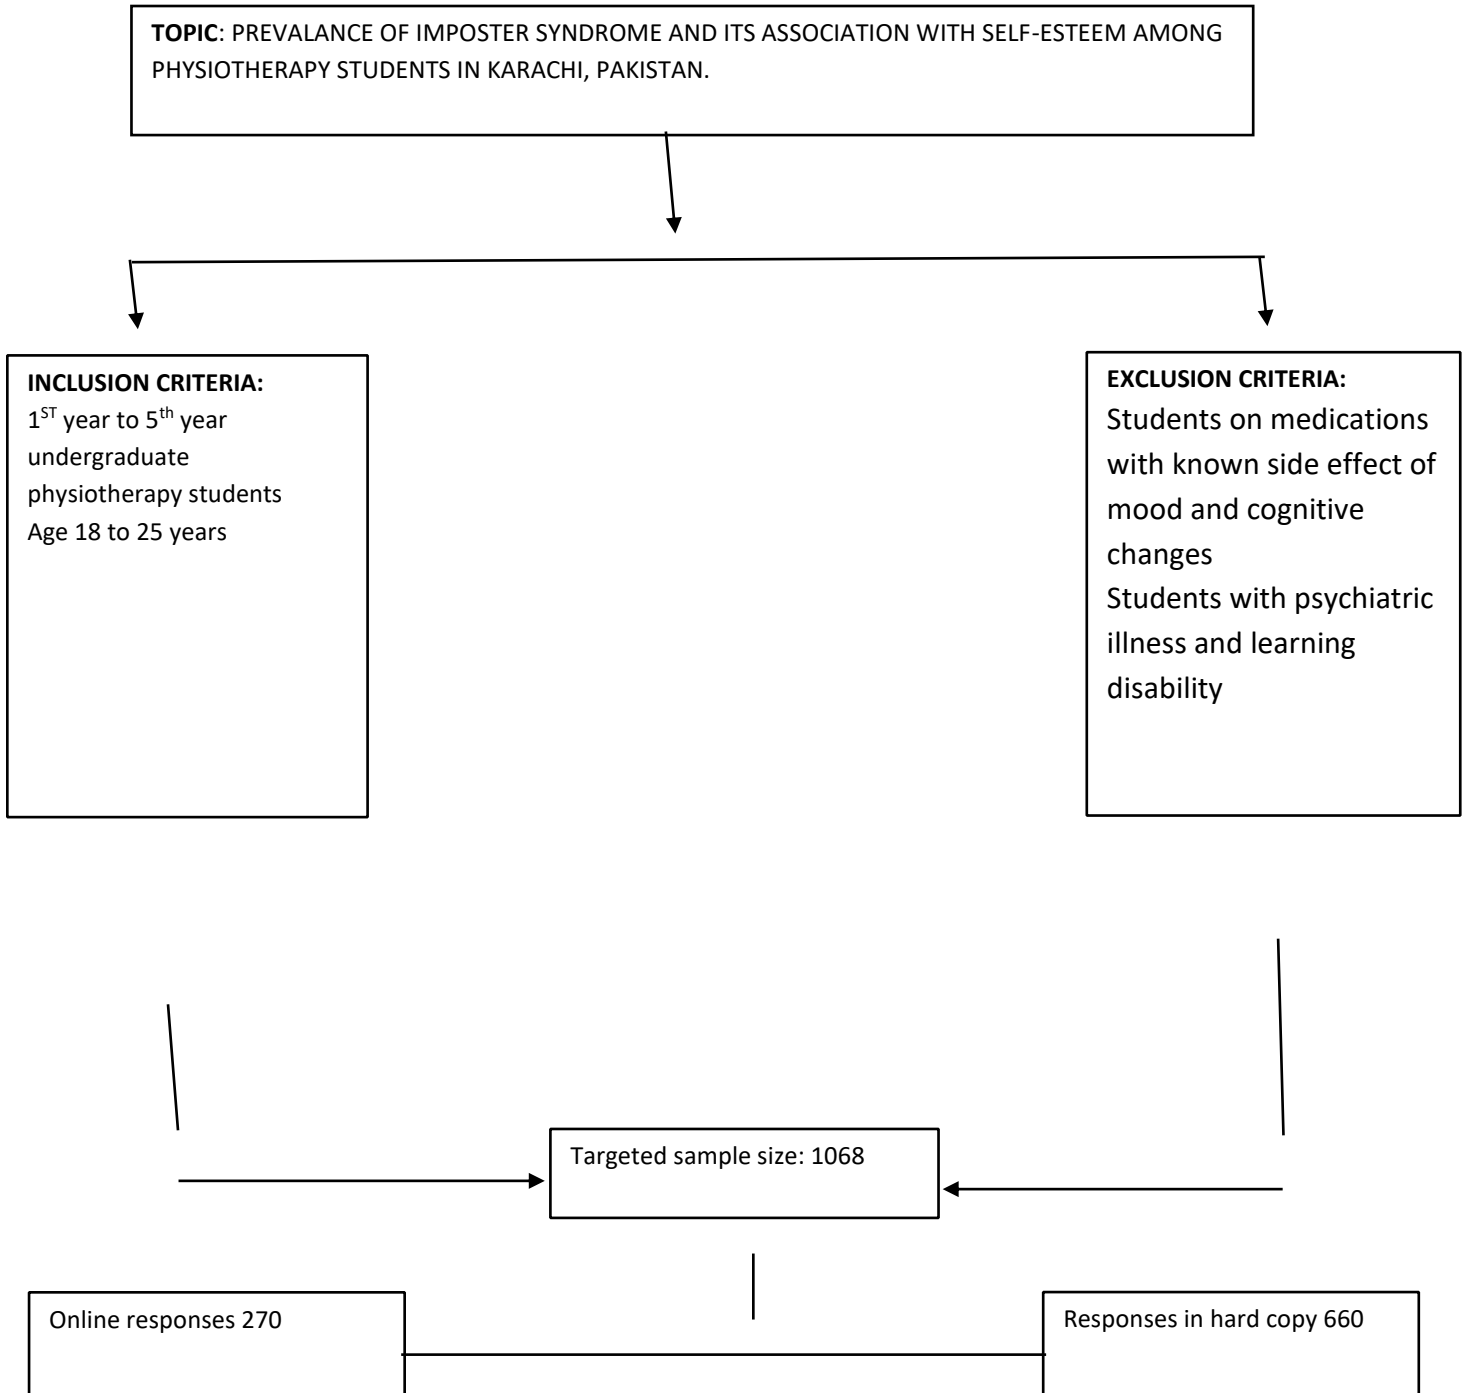 TOPIC: PREVALANCE OF IMPOSTER SYNDROME AND ITS ASSOCIATION WITH SELF-ESTEEM AMONG
PHYSIOTHERAPY STUDENTS IN KARACHI, PAKISTAN.
INCLUSION CRITERIA:
1ST year to 5th year
undergraduate
physiotherapy students
Age 18 to 25 years
EXCLUSION CRITERIA:
Students on medications
with known side effect of
mood and cognitive
changes
Students with psychiatric
illness and learning
disability
Targeted sample size: 1068
Online responses 270
Responses in hard copy 660